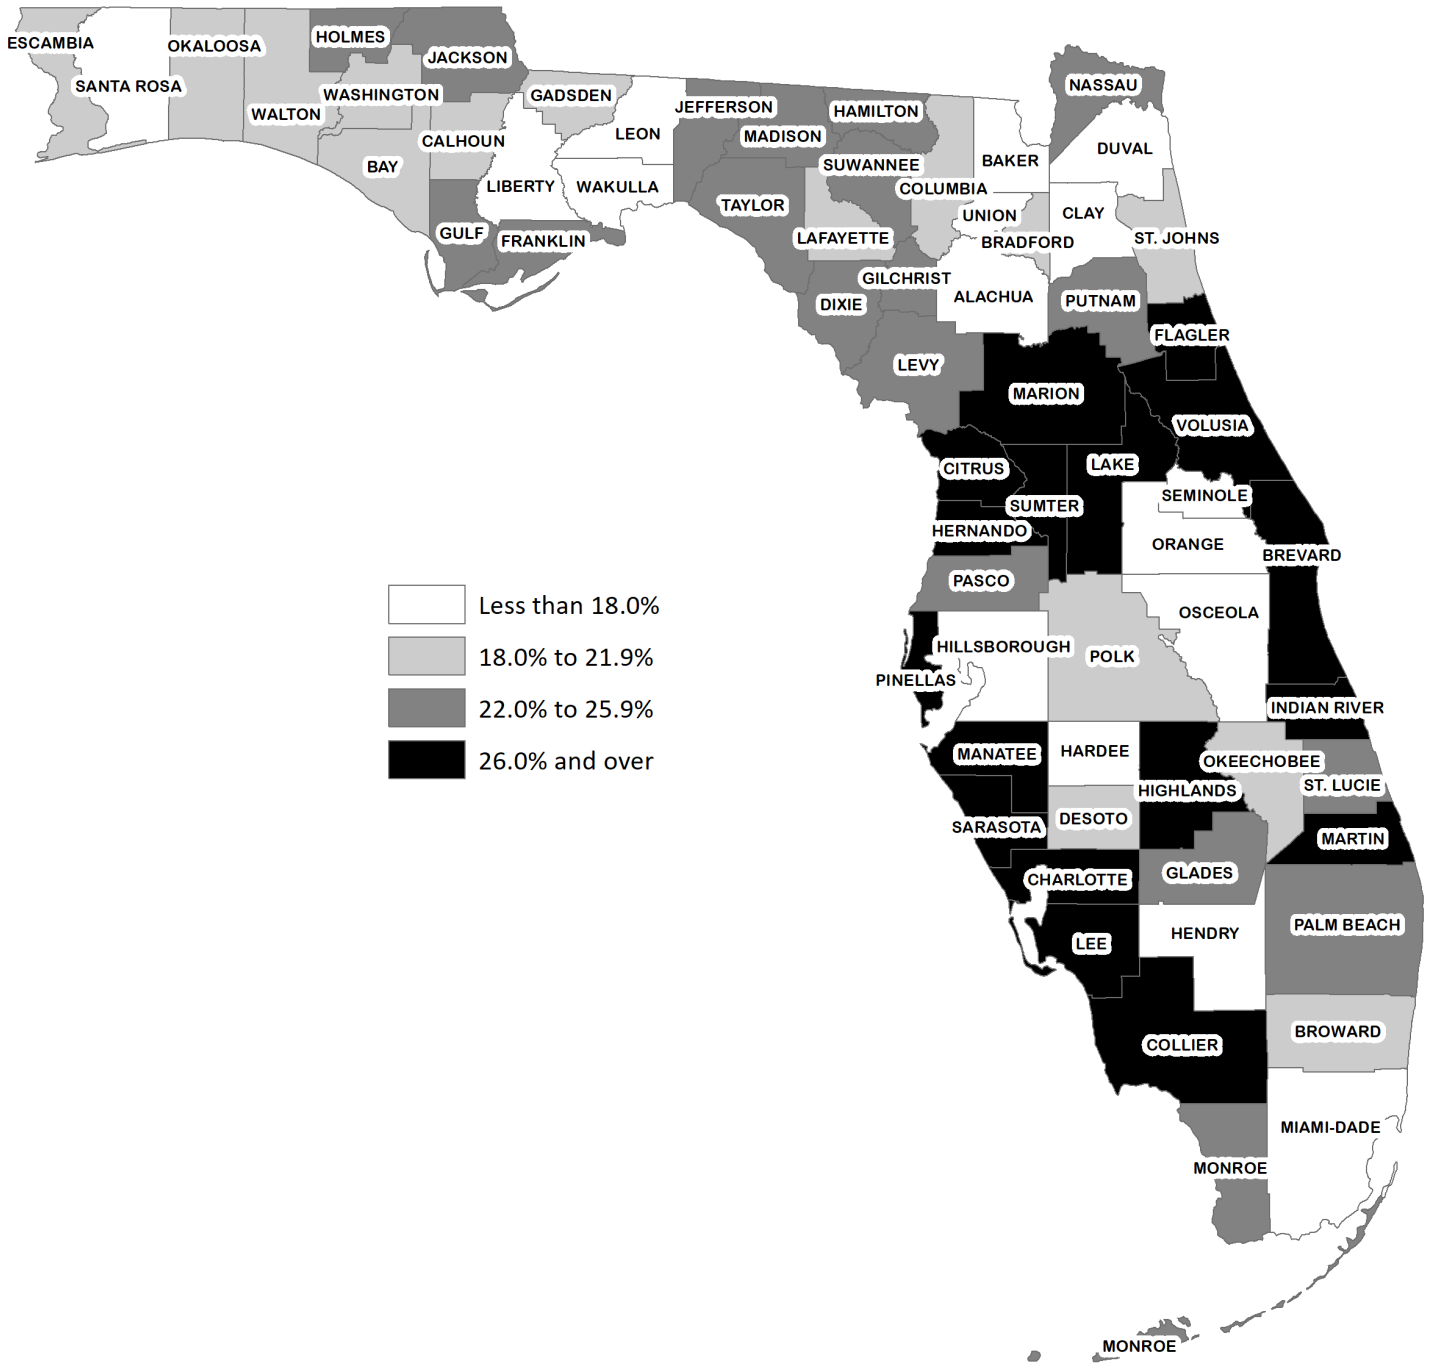 ESCAMBIA
SANTA ROSA
OKALOOSA
WALTON
HOLMES
WASHINGTON
JACKSON
BAY
CALHOUN
GULF
GADSDEN
LIBERTY
FRANKLIN
LEON
WAKULLA
JEFFERSON
MADISON
TAYLOR
HAMILTON
SUWANNEE
LAFAYETTE
COLUMBIA
DIXIE
GILCHRIST
LEVY
BAKER
UNION
BRADFORD
ALACHUA
NASSAU
DUVAL
CLAY
ST. JOHNS
PUTNAM
FLAGLER
MARION
VOLUSIA
CITRUS
LAKE
SUMTER
SEMINOLE
HERNANDO
ORANGE
BREVARD
PASCO
OSCEOLA
HILLSBOROUGH
POLK
PINELLAS
INDIAN RIVER
MANATEE
HARDEE
OKEECHOBEE
HIGHLANDS
ST. LUCIE
SARASOTA
DESOTO
MARTIN
CHARLOTTE
GLADES
PALM BEACH
LEE
HENDRY
BROWARD
COLLIER
MIAMI-DADE
MONROE
MONROE
Less than 18.0%
18.0% to 21.9%
22.0% to 25.9%
26.0% and over